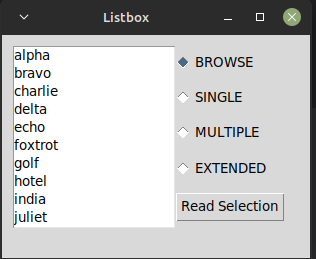 Listbox
alpha
bravo
charlie
delta
echo
foxtrot
golf
hotel
india
juliet
BROWSE
SINGLE
MULTIPLE
EXTENDED
Read Selection